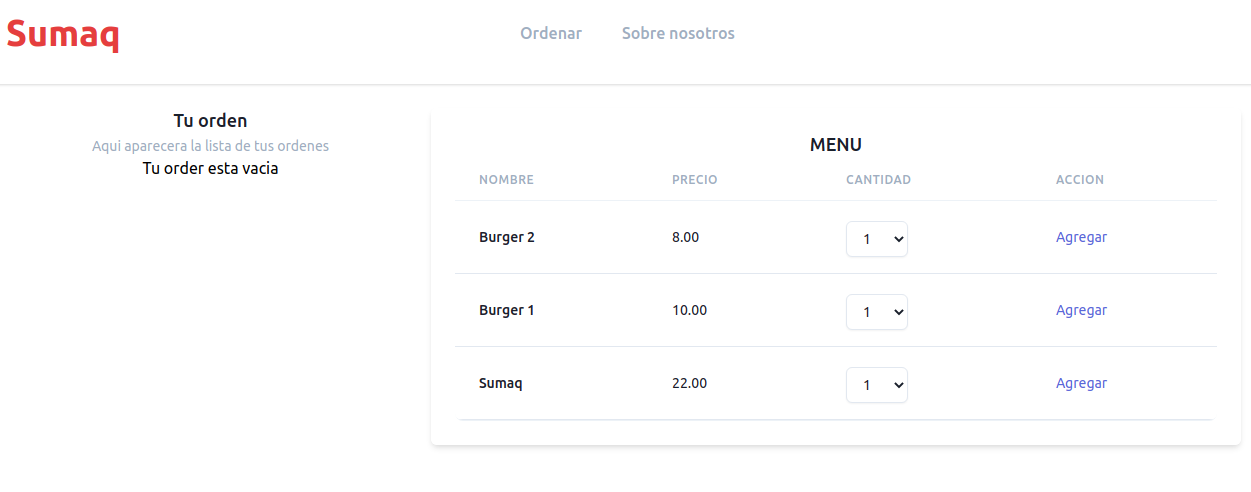 Sumaq
Ordenar Sobre nosotros
Tu orden
Aqui aparecera la lista de tus ordenes
Tu order esta vacia
MENU
NOMBRE PRECIO CANTIDAD ACCION
Burger 2 8.00 1 Agregar
Burger 1 10.00 1 Agregar
Sumaq 22.00 1 Agregar